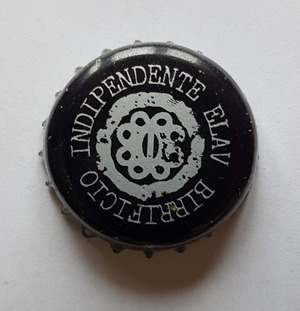 BIRRIFICIO INDIPENDENTE ELAV